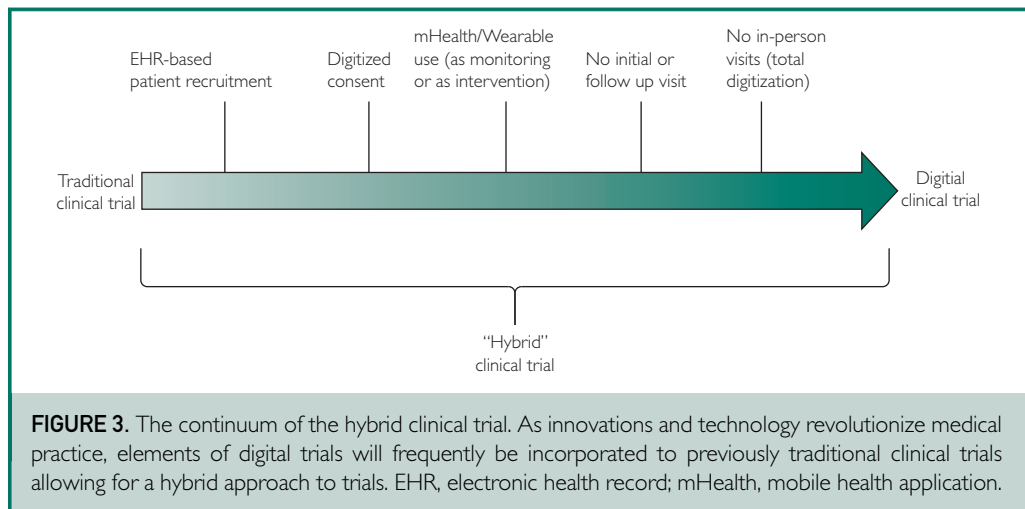 EHR-based
patient recruitment
Digitized
consent
mHealth/Wearable
use (as monitoring
or as intervention)
No initial or
follow up visit
No in-person
visits (total
digitization)
Traditional
clinical trial
Digitial
clinical trial
“Hybrid”
clinical trial
FIGURE 3. The continuum of the hybrid clinical trial. As innovations and technology revolutionize medical
practice, elements of digital trials will frequently be incorporated to previously traditional clinical trials
allowing for a hybrid approach to trials. EHR, electronic health record; mHealth, mobile health application.